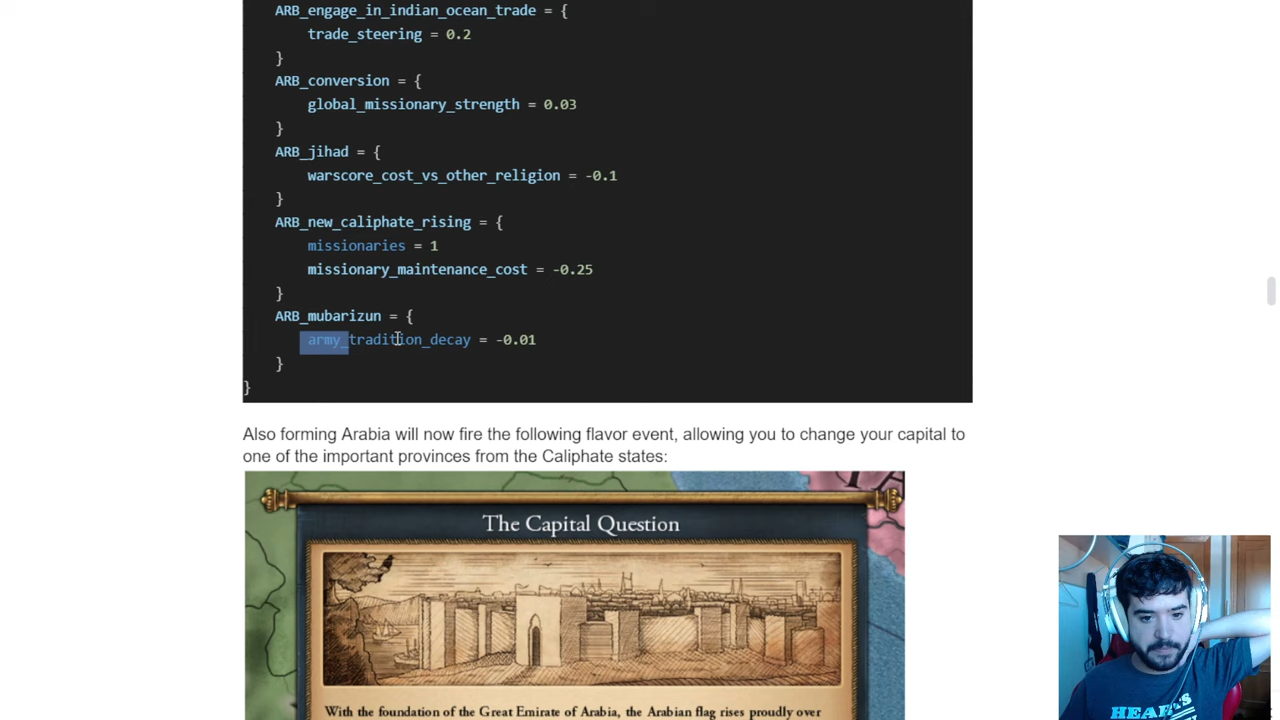 ARB_engage_in_indian_ocean_trade = {
trade_steering = 0.2
}
ARB_conversion = {
global_missionary_strength = 0.03
}
ARB_jihad = {
warscore_cost_vs_other_religion = -0.1
}
ARB_new_caliphate_rising = {
missionaries = 1
missionary_maintenance_cost = -0.25
}
ARB_mubarizun = {
army_tradition_decay = -0.01
}
}
Also forming Arabia will now fire the following flavor event, allowing you to change your capital to
one of the important provinces from the Caliphate states:
The Capital Question
With the foundation of the Great Emirate of Arabia, the Arabian flag rises proudly over